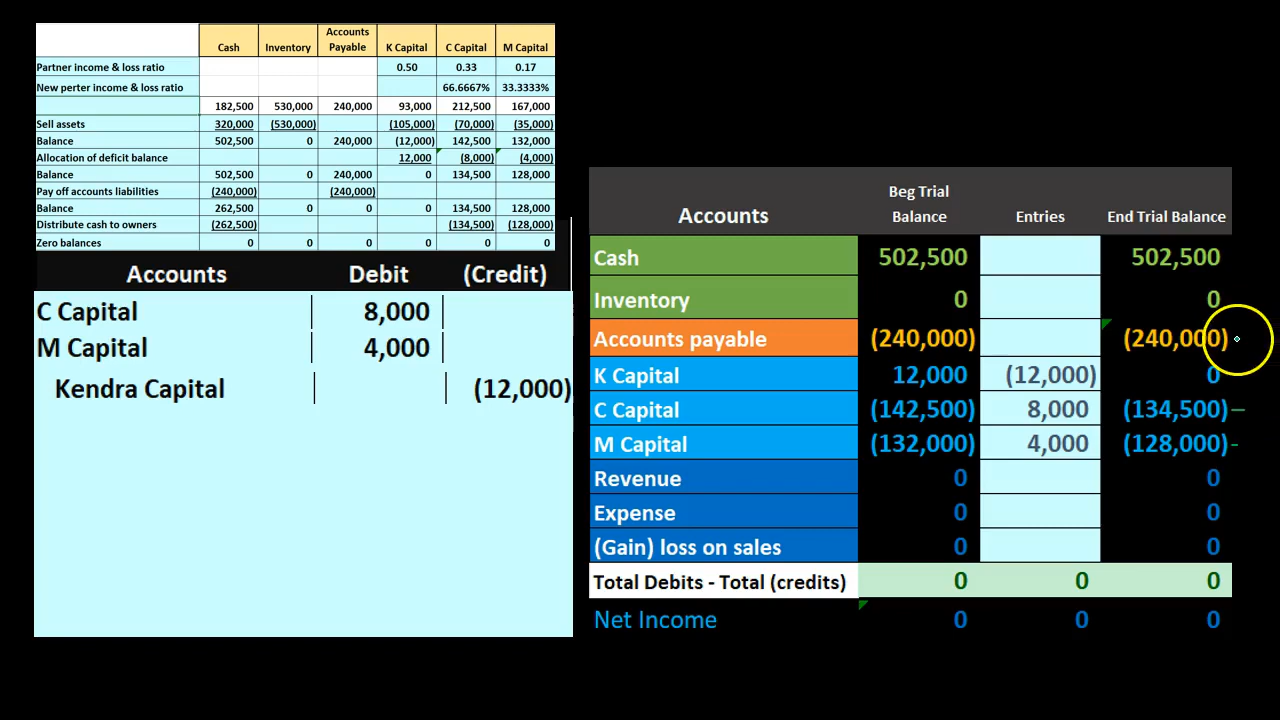 Cash Inventory Accounts Payable K Capital C Capital M Capital
Partner income & loss ratio 0.50 0.33 0.17
New perter income & loss ratio 66.6667% 33.3333%
182,500 530,000 240,000 93,000 212,500 167,000
Sell assets 320,000 (530,000) (105,000) (70,000) (35,000)
Balance 502,500 0 240,000 (12,000) 142,500 132,000
Allocation of deficit balance 12,000 (8,000) (4,000)
Balance 502,500 0 240,000 0 134,500 128,000
Pay off accounts liabilities (240,000) (240,000)
Balance 262,500 0 0 0 134,500 128,000
Distribute cash to owners (262,500) (134,500) (128,000)
Zero balances 0 0 0 0 0 0
Accounts Debit (Credit)
C Capital 8,000
M Capital 4,000
Kendra Capital (12,000)
Accounts Beg Trial Balance Entries End Trial Balance
Cash 502,500 502,500
Inventory 0 0
Accounts payable (240,000) (240,000)
K Capital 12,000 (12,000) 0
C Capital (142,500) 8,000 (134,500)
M Capital (132,000) 4,000 (128,000)
Revenue 0 0
Expense 0 0
(Gain) loss on sales 0 0
Total Debits - Total (credits) 0 0 0
Net Income 0 0 0